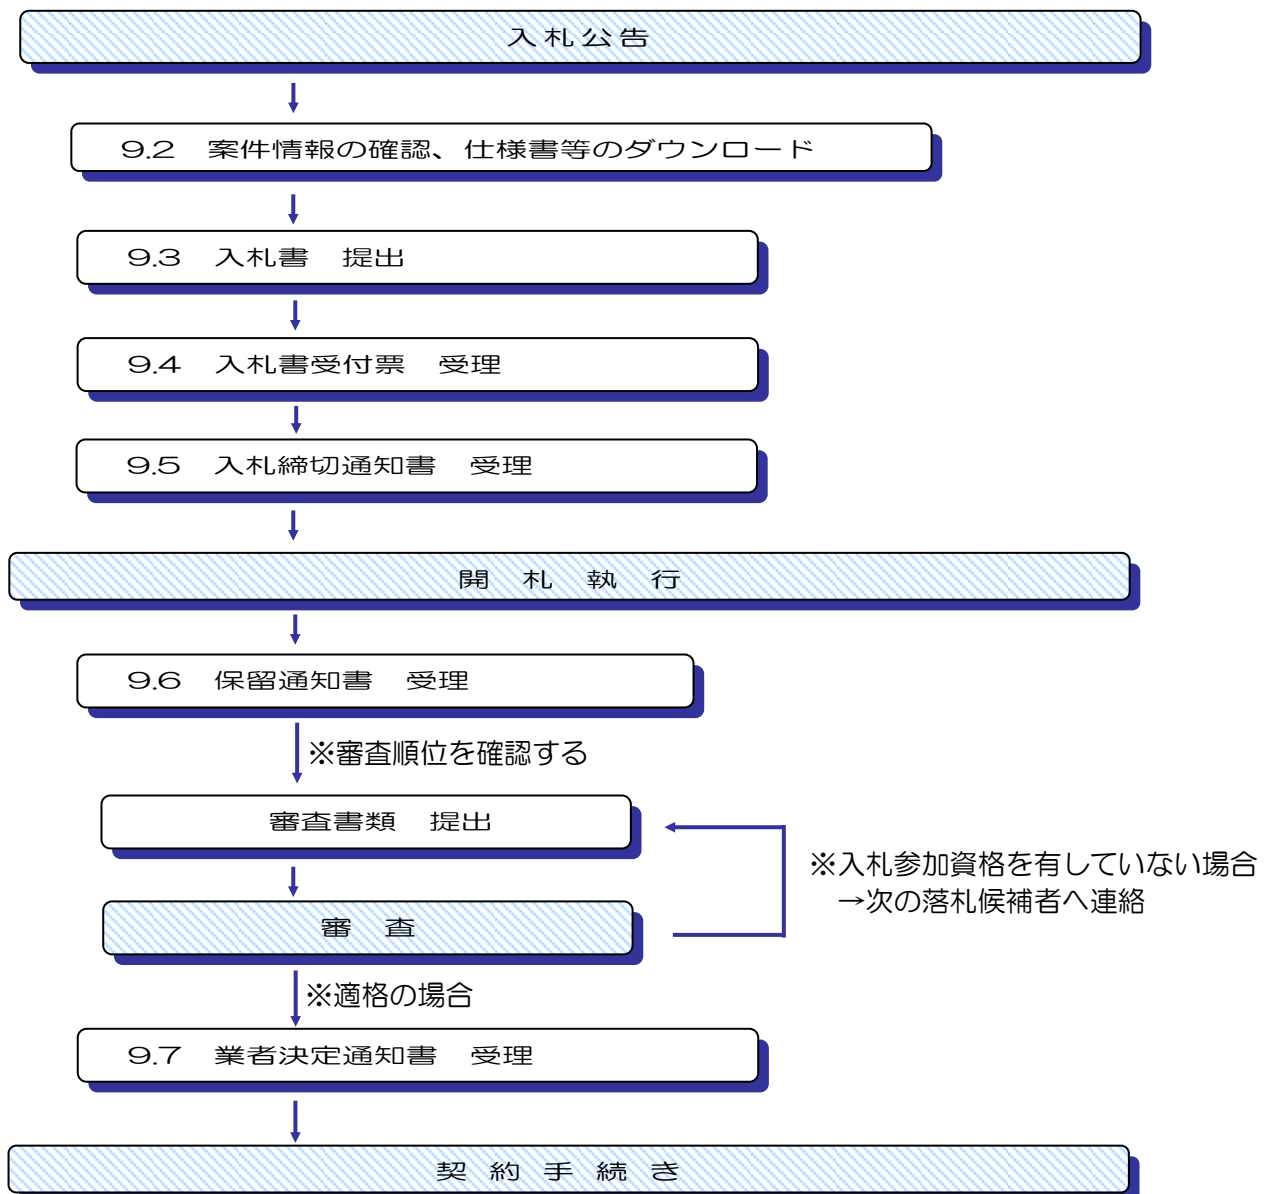 入札公告
9.2　案件情報の確認、仕様書等のダウンロード
9.3　入札書　提出
9.4　入札書受付票　受理
9.5　入札締切通知書　受理
開　札　執　行
9.6　保留通知書　受理
※審査順位を確認する
審査書類　提出
※入札参加資格を有していない場合
→次の落札候補者へ連絡
審　査
※適格の場合
9.7　業者決定通知書　受理
契 約 手 続 き